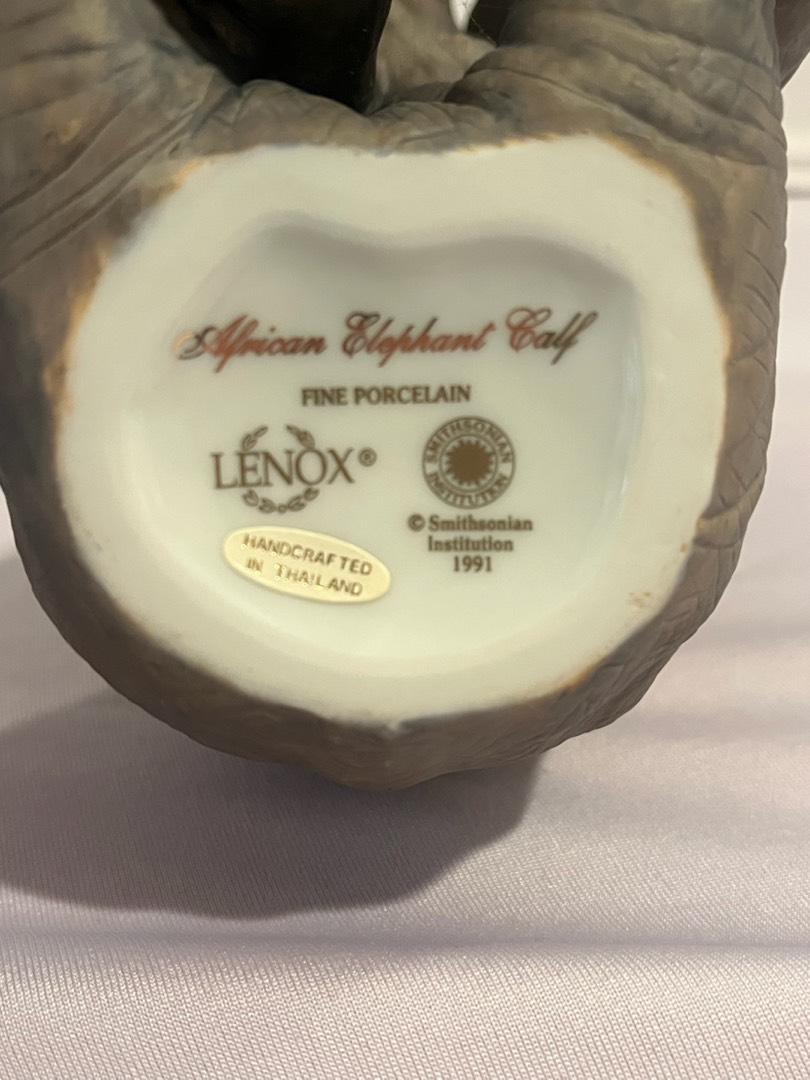 African Elephant Calf
FINE PORCELAIN
LENOX®
SMITHSONIAN
INSTITUTION
© Smithsonian
Institution
1991
HANDCRAFTED
IN THAILAND